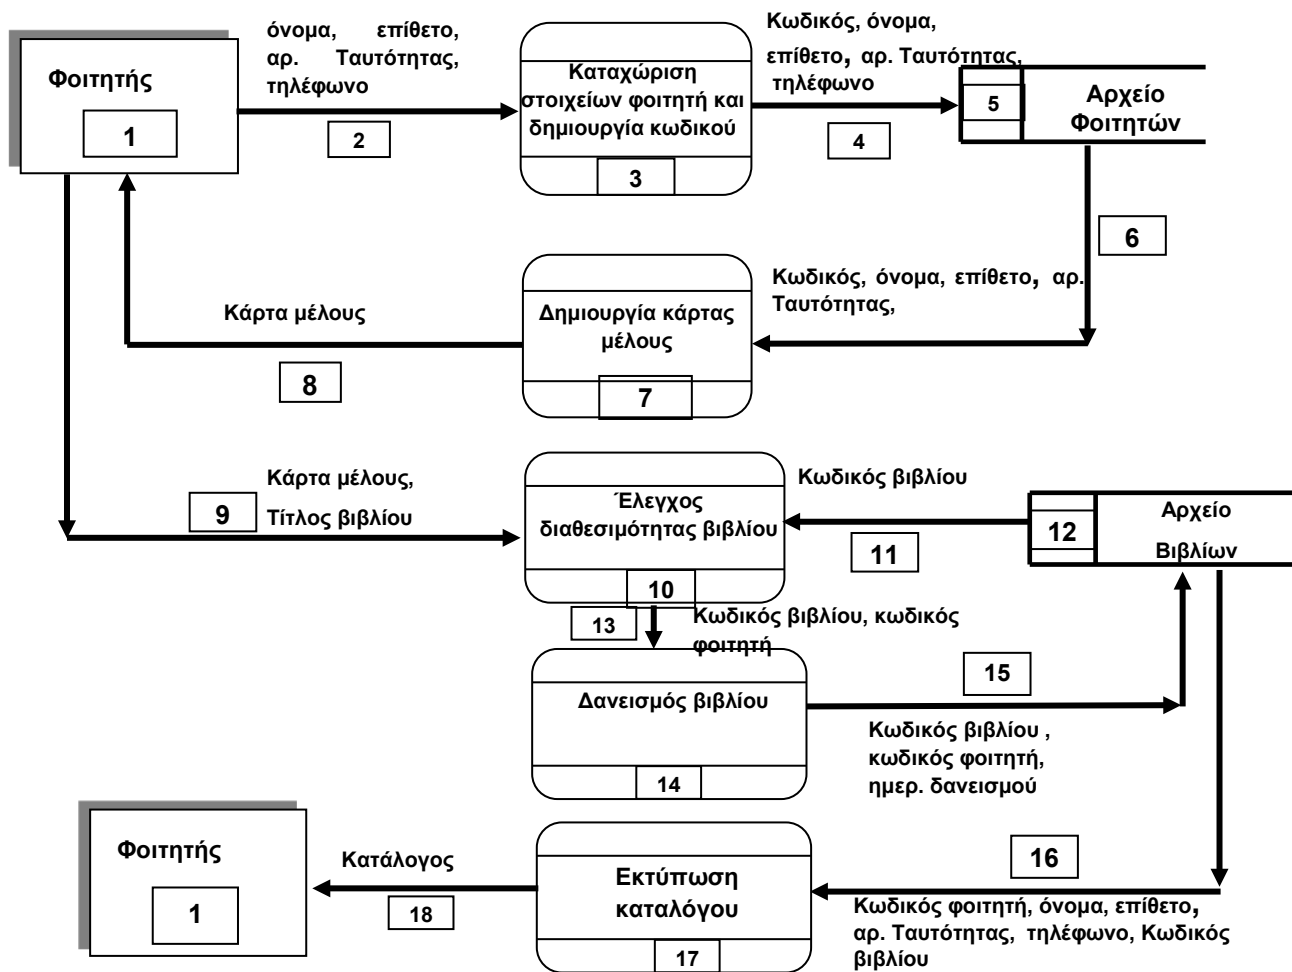 Φοιτητής
1
όνομα, επίθετο,
αρ. Ταυτότητας,
τηλέφωνο
2
Καταχώριση
στοιχείων φοιτητή και
δημιουργία κωδικού
3
Κωδικός, όνομα,
επίθετο, αρ. Ταυτότητας,
τηλέφωνο
4
5
Αρχείο
Φοιτητών
6
Κωδικός, όνομα, επίθετο, αρ.
Ταυτότητας,
Δημιουργία κάρτας
μέλους
7
Κάρτα μέλους
8
Κάρτα μέλους,
9
Τίτλος βιβλίου
Έλεγχος
διαθεσιμότητας βιβλίου
10
Κωδικός βιβλίου
11
12
Αρχείο
Βιβλίων
13
Κωδικός βιβλίου, κωδικός
φοιτητή
Δανεισμός βιβλίου
14
15
Κωδικός βιβλίου ,
κωδικός φοιτητή,
ημερ. δανεισμού
16
Κωδικός φοιτητή, όνομα, επίθετο,
αρ. Ταυτότητας, τηλέφωνο, Κωδικός
βιβλίου
Εκτύπωση
καταλόγου
17
Κατάλογος
18
Φοιτητής
1